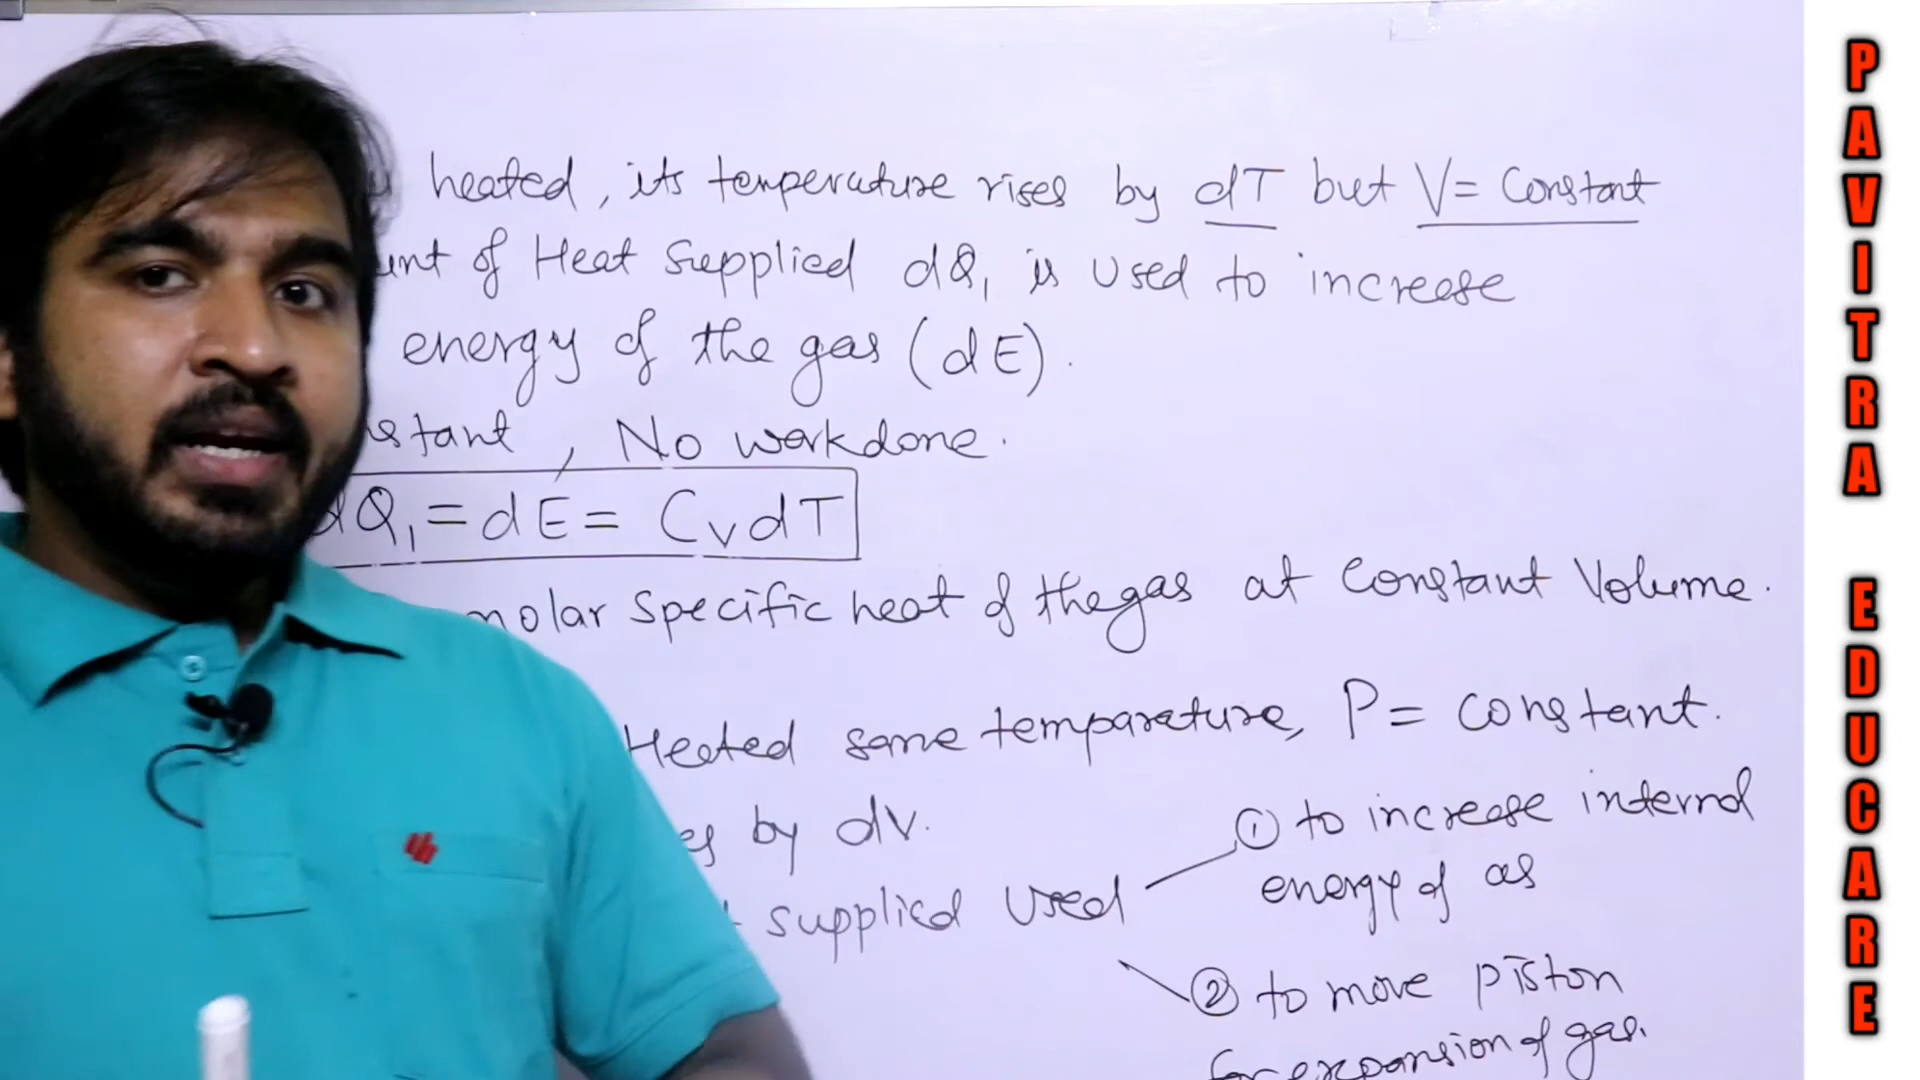 heated, its temperature rises by dT but V = Constant
of Heat Supplied dQ₁ is used to increase
energy of the gas (dE).
stant, No workdone.
dQ₁ = dE = CvdT
molar specific heat of the gas at constant Volume.
Heated same temparature, P = constant.
es by dv.
supplied Used
① to increase internal
energy of as
② to move piston
for expansion of gas.
PAVITRA EDUCARE